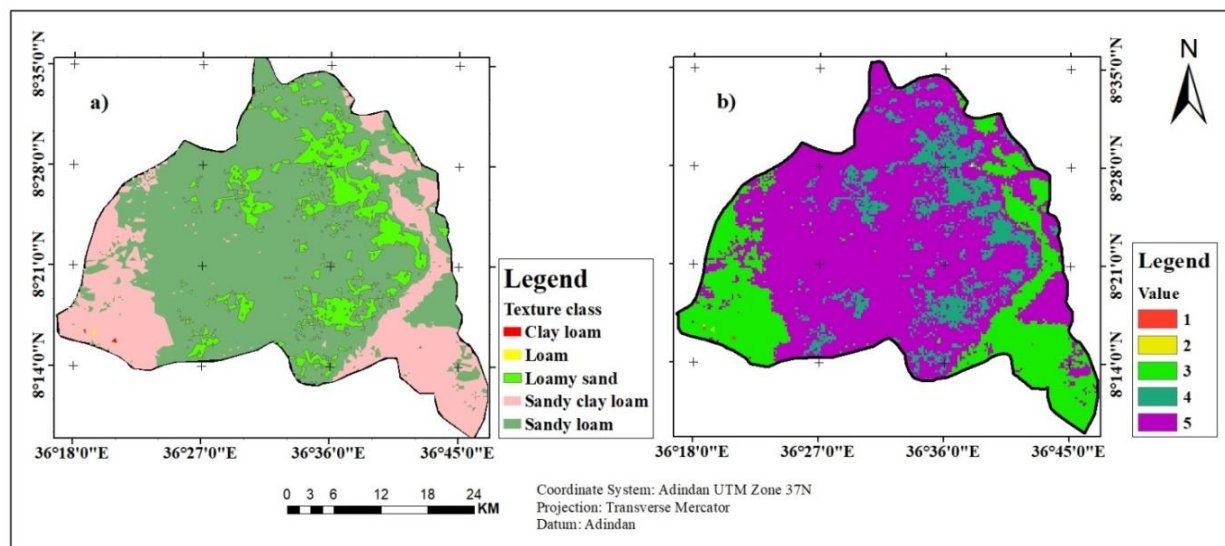 a)
8°35'0"N
8°28'0"N
8°21'0"N
8°14'0"N
36°18'0"E 36°27'0"E 36°36'0"E 36°45'0"E
Legend
Texture class
Clay loam
Loam
Loamy sand
Sandy clay loam
Sandy loam
b)
N
8°35'0"N
8°28'0"N
8°21'0"N
8°14'0"N
36°18'0"E 36°27'0"E 36°36'0"E 36°45'0"E
Legend
Value
1
2
3
4
5
0 3 6 12 18 24
KM
Coordinate System: Adindan UTM Zone 37N
Projection: Transverse Mercator
Datum: Adindan